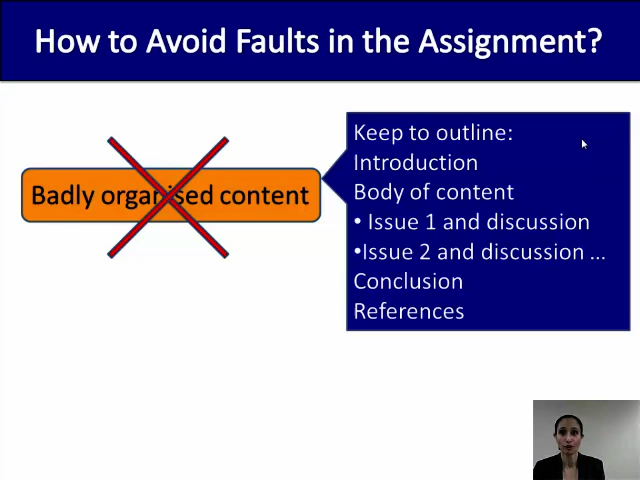 How to Avoid Faults in the Assignment?
Badly organised content
Keep to outline:
Introduction
Body of content
• Issue 1 and discussion
•Issue 2 and discussion ...
Conclusion
References